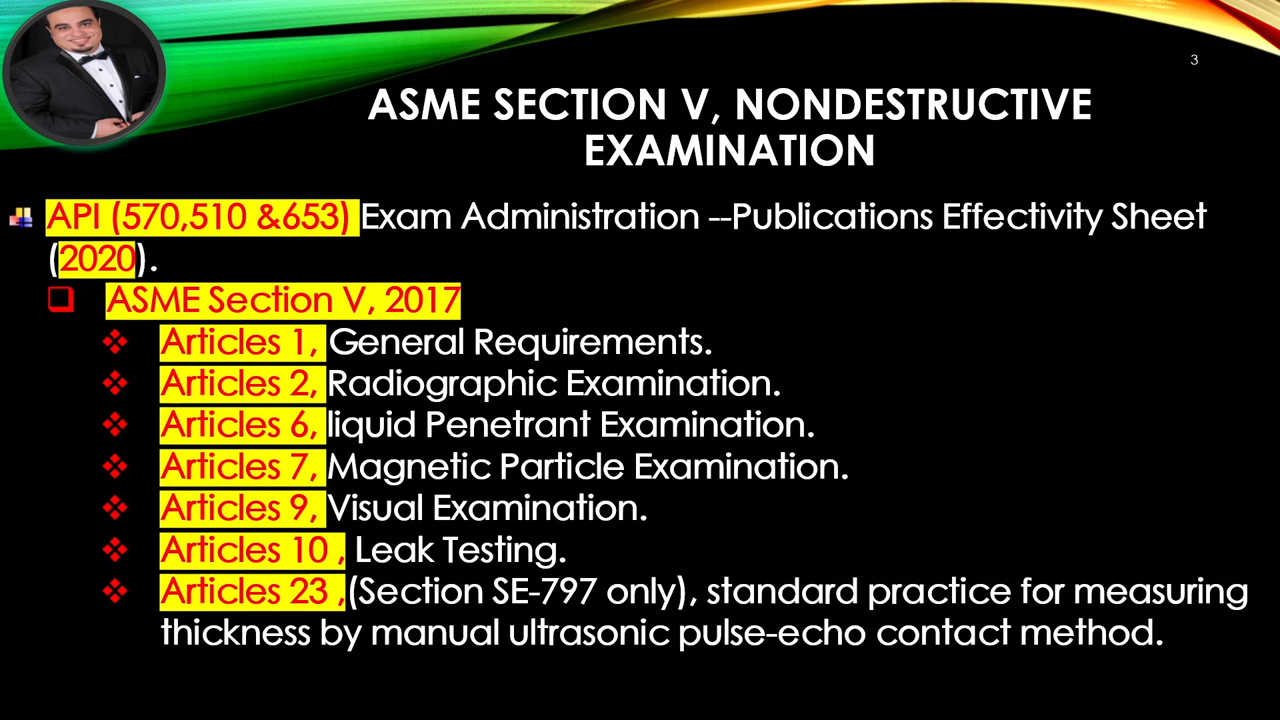 3
ASME SECTION V, NONDESTRUCTIVE
EXAMINATION
API (570,510 &653) Exam Administration --Publications Effectivity Sheet
(2020).
ASME Section V, 2017
Articles 1, General Requirements.
Articles 2, Radiographic Examination.
Articles 6, liquid Penetrant Examination.
Articles 7, Magnetic Particle Examination.
Articles 9, Visual Examination.
Articles 10 , Leak Testing.
Articles 23 ,(Section SE-797 only), standard practice for measuring
thickness by manual ultrasonic pulse-echo contact method.